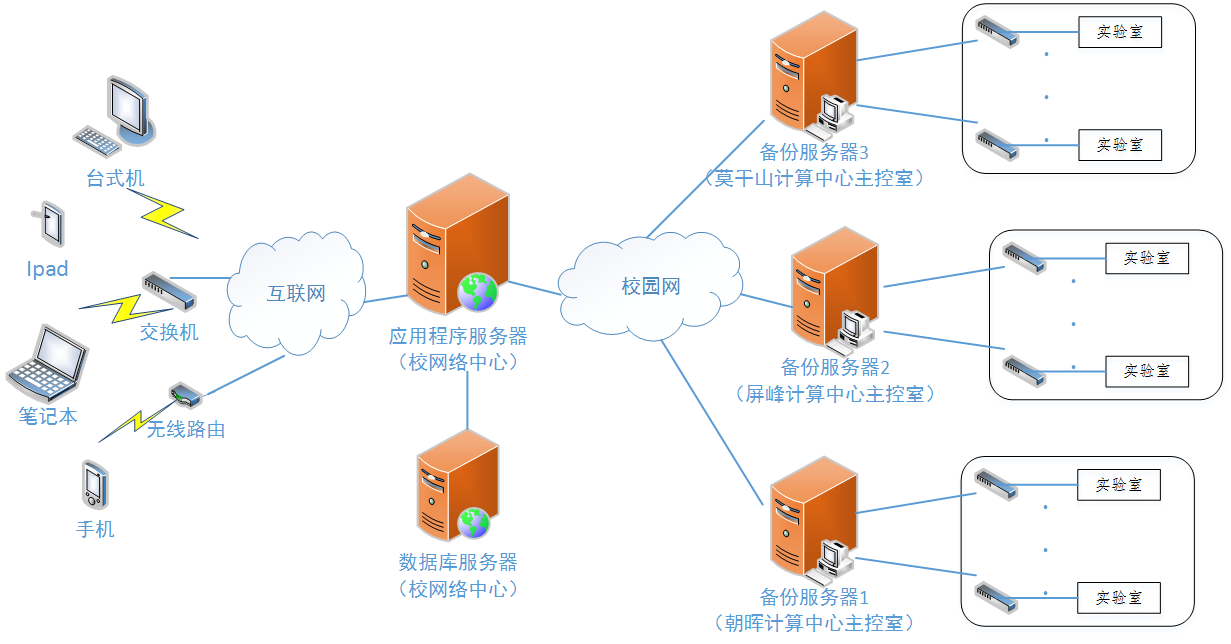 台式机
Ipad
交换机
笔记本
无线路由
手机
互联网
应用程序服务器
（校网络中心）
数据库服务器
（校网络中心）
校园网
备份服务器3
（莫干山计算中心主控室）
实验室
实验室
备份服务器2
（屏峰计算中心主控室）
实验室
实验室
备份服务器1
（朝晖计算中心主控室）
实验室
实验室